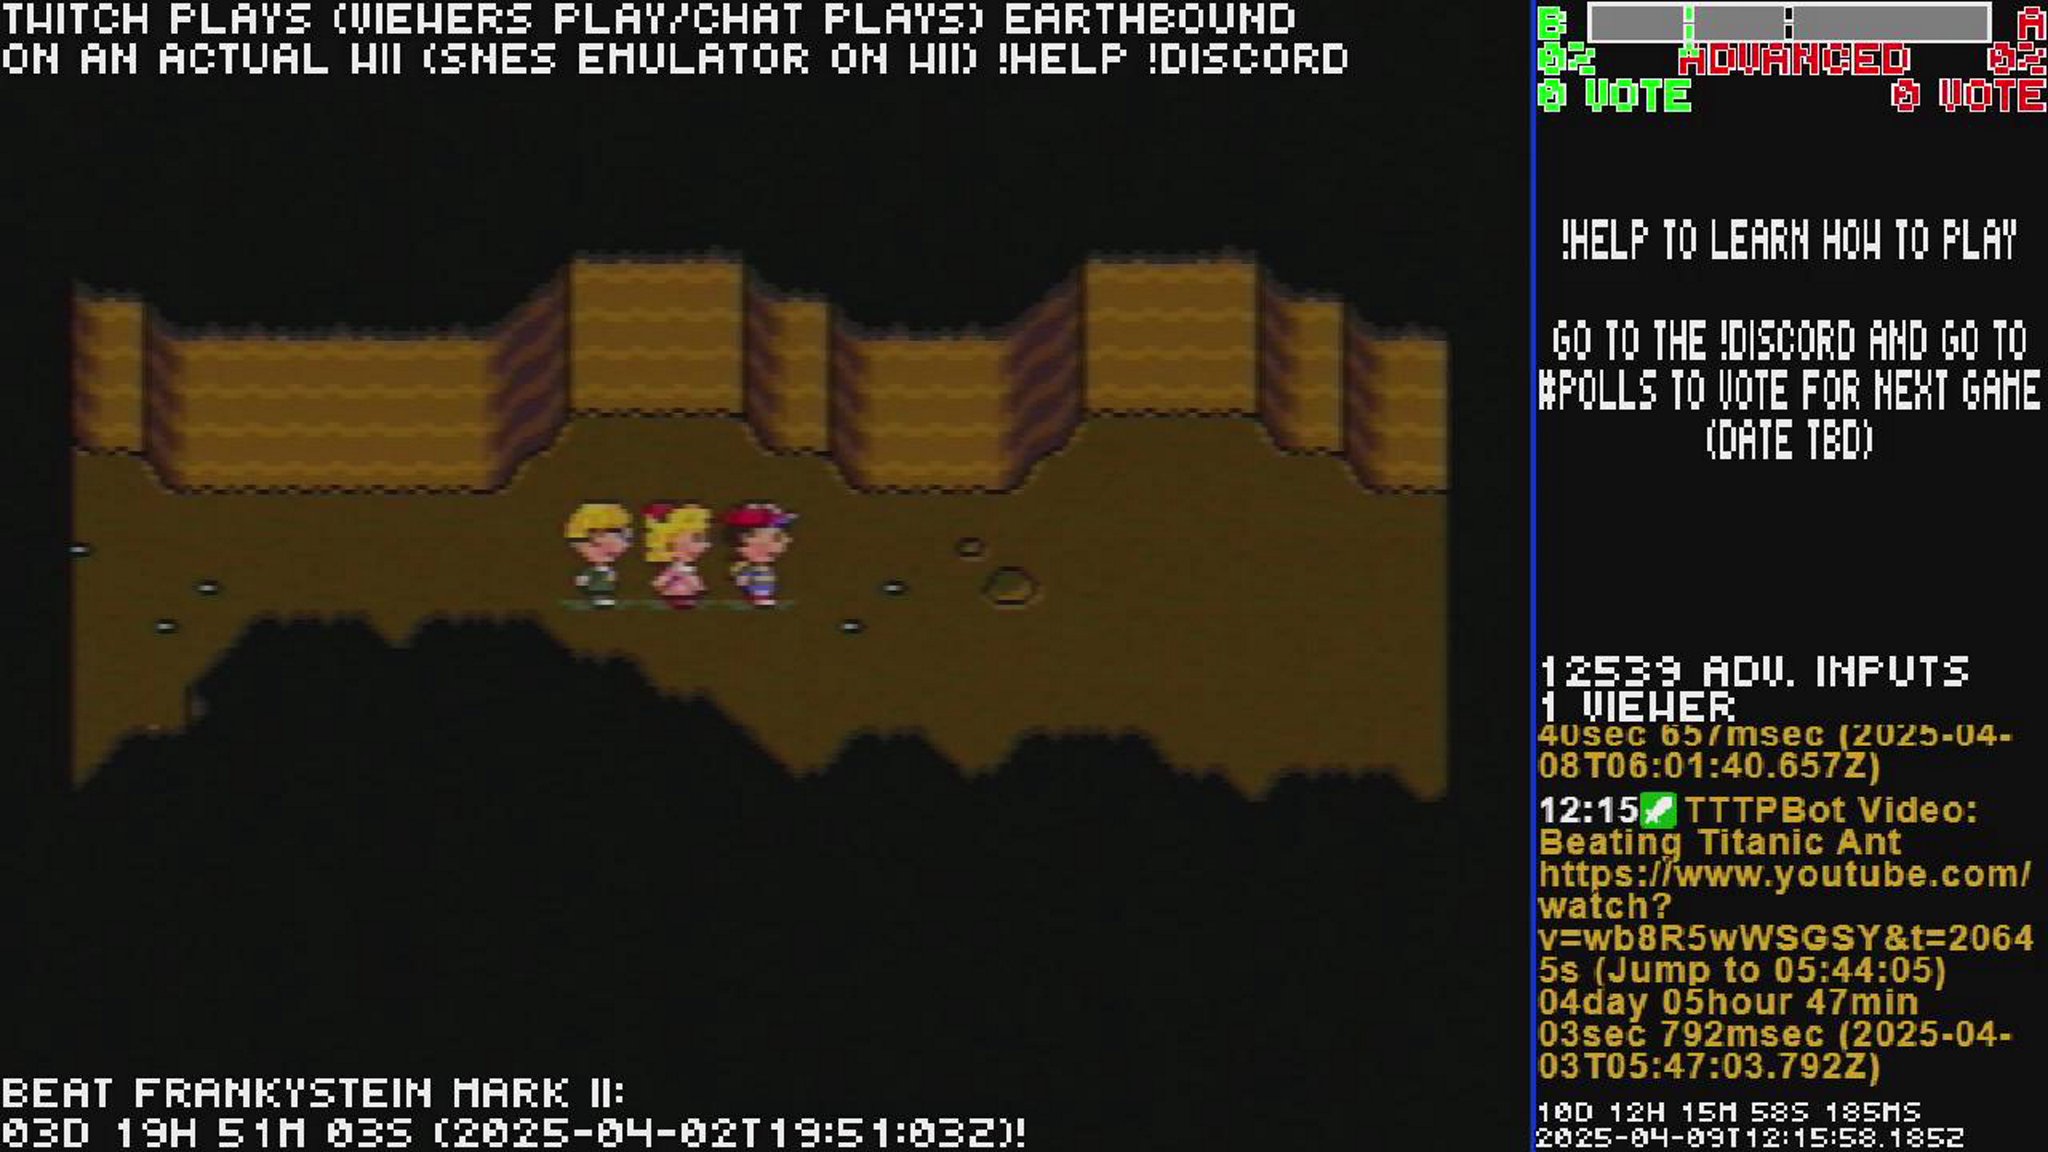 TWITCH PLAYS (VIEWERS PLAY/CHAT PLAYS) EARTHBOUND
ON AN ACTUAL WII (SNES EMULATOR ON WII) !HELP !DISCORD
B A
0% ADVANCED 0%
0 VOTE 0 VOTE
!HELP TO LEARN HOW TO PLAY
GO TO THE !DISCORD AND GO TO
#POLLS TO VOTE FOR NEXT GAME
(DATE TBD)
12539 ADV. INPUTS
1 VIEWER
40sec 657msec (2025-04-
08T06:01:40.657Z)
12:15 TTTPBot Video:
Beating Titanic Ant
https://www.youtube.com/
watch?
v=wb8R5wWSGSY&t=2064
5s (Jump to 05:44:05)
04day 05hour 47min
03sec 792msec (2025-04-
03T05:47:03.792Z)
BEAT FRANKYSTEIN MARK II:
03D 19H 51M 03S (2025-04-02T19:51:03Z)!
10D 12H 15M 58S 185MS
2025-04-09T12:15:58.185Z